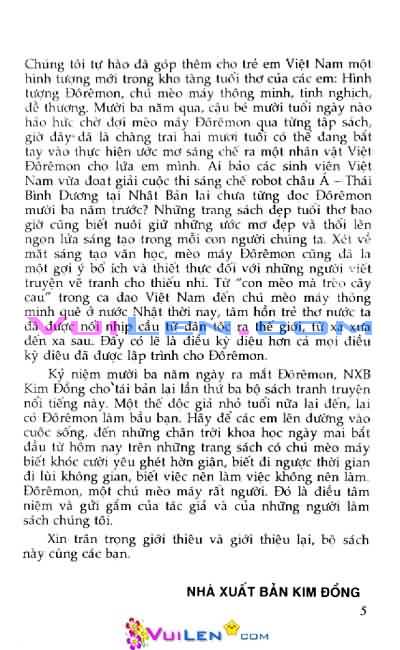 Chúng tôi tự hào đã góp thêm cho trẻ em Việt Nam một
hình tượng mới trong kho tàng tuổi thơ của các em: Hình
tượng Đôrêmon, chú mèo máy thông minh, tinh nghịch,
dễ thương. Mười ba năm qua, cậu bé mười tuổi ngày nào
háo hức chờ đợi mèo máy Đôrêmon qua từng tập sách,
giờ đây đã là chàng trai hai mươi tuổi có thể đang bắt
tay vào thực hiện ước mơ sáng chế ra một nhân vật Việt
Đôrêmon cho lứa em mình. Ai bảo các sinh viên Việt
Nam vừa đoạt giải cuộc thi sáng chế robot châu Á – Thái
Bình Dương tại Nhật Bản lại chưa từng đọc Đôrêmon
mười ba năm trước? Những trang sách đẹp tuổi thơ bao
giờ cũng biết nuôi giữ những ước mơ đẹp và thổi lên
ngọn lửa sáng tạo trong mỗi con người chúng ta. Xét về
mặt sáng tạo văn học, mèo máy Đôrêmon cũng đã là
một gợi ý bổ ích và thiết thực đối với những người viết
truyện vẽ tranh cho thiếu nhi. Từ "con mèo mà trèo cây
cau" trong ca dao Việt Nam đến chú mèo máy thông
minh quê ở nước Nhật thời nay, tâm hồn trẻ thơ nước ta
đã được nối nhịp cầu từ dân tộc ra thế giới, từ xa xưa
đến xa sau. Đấy có lẽ là điều kỳ diệu hơn cả mọi điều
kỳ diệu đã được lập trình cho Đôrêmon.
Kỷ niệm mười ba năm ngày ra mắt Đôrêmon, NXB
Kim Đồng cho tái bản lại lần thứ ba bộ sách tranh truyện
nổi tiếng này. Một thế độc giả nhỏ tuổi nữa lại đến, lại
có Đôrêmon làm bầu bạn. Hãy để các em lên đường vào
cuộc sống, đến những chân trời khoa học ngày mai bắt
đầu từ hôm nay trên những trang sách có chú mèo máy
biết khóc cười yêu ghét hờn giận, biết đi ngược thời gian
đi lùi không gian, biết việc nên làm việc không nên làm.
Đôrêmon, một chú mèo máy rất người. Đó là điều tâm
niệm và gửi gắm của tác giả và của những người làm
sách chúng tôi.
Xin trân trọng giới thiệu và giới thiệu lại, bộ sách
này cùng các bạn.
NHÀ XUẤT BẢN KIM ĐỒNG
5
VUILEN.COM